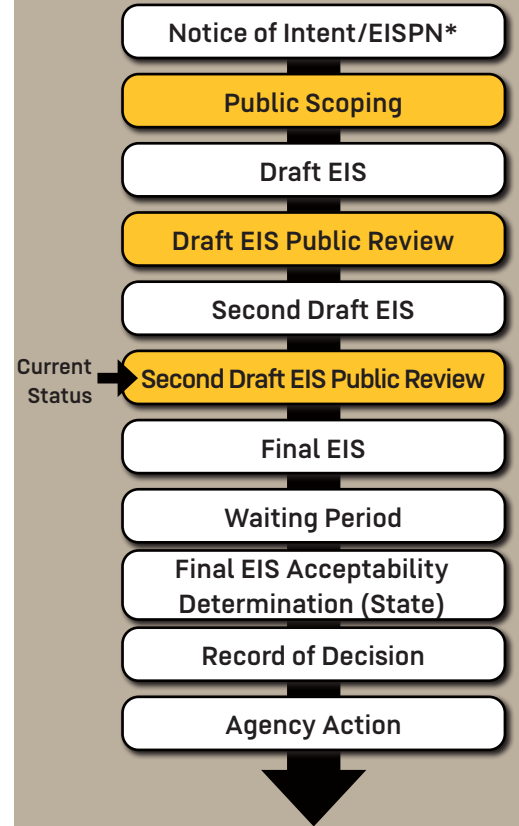 Notice of Intent/EISPN*
Public Scoping
Draft EIS
Draft EIS Public Review
Second Draft EIS
Current
Status
Second Draft EIS Public Review
Final EIS
Waiting Period
Final EIS Acceptability
Determination (State)
Record of Decision
Agency Action